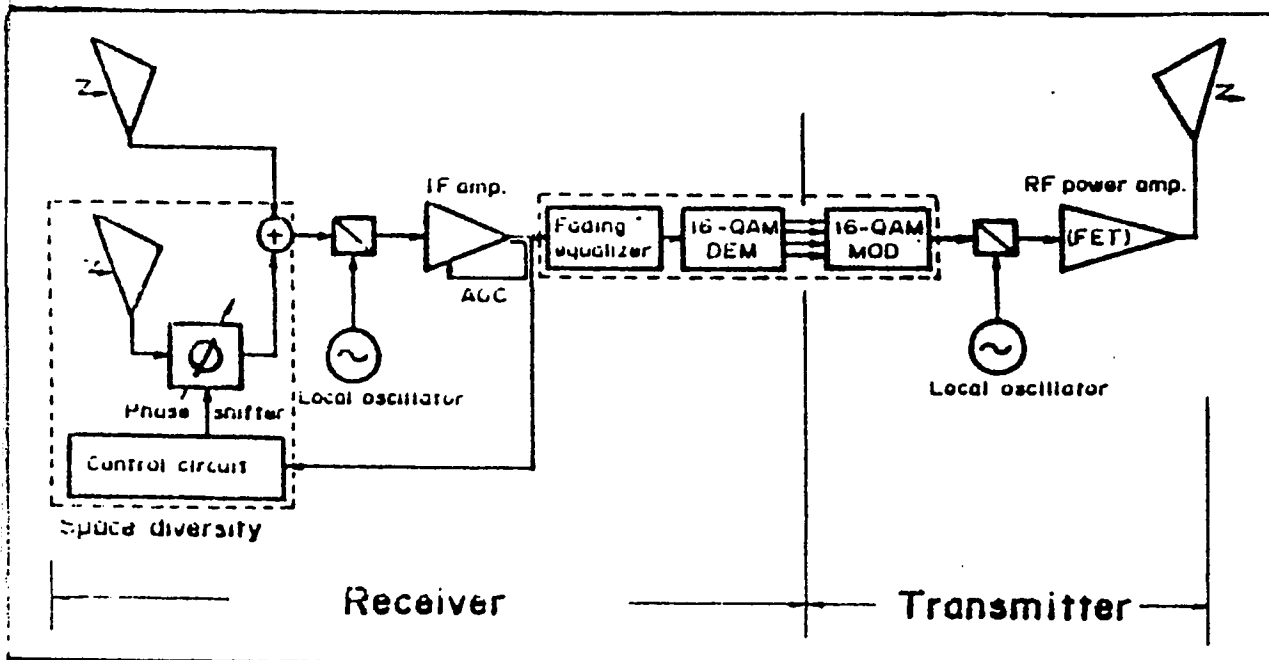 IF amp.
RF power amp.
Fading
equalizer
16-QAM
DEM
16-QAM
MOD
(FET)
AGC
Φ
Phase shifter
Local oscillator
Local oscillator
Control circuit
Space diversity
Receiver
Transmitter